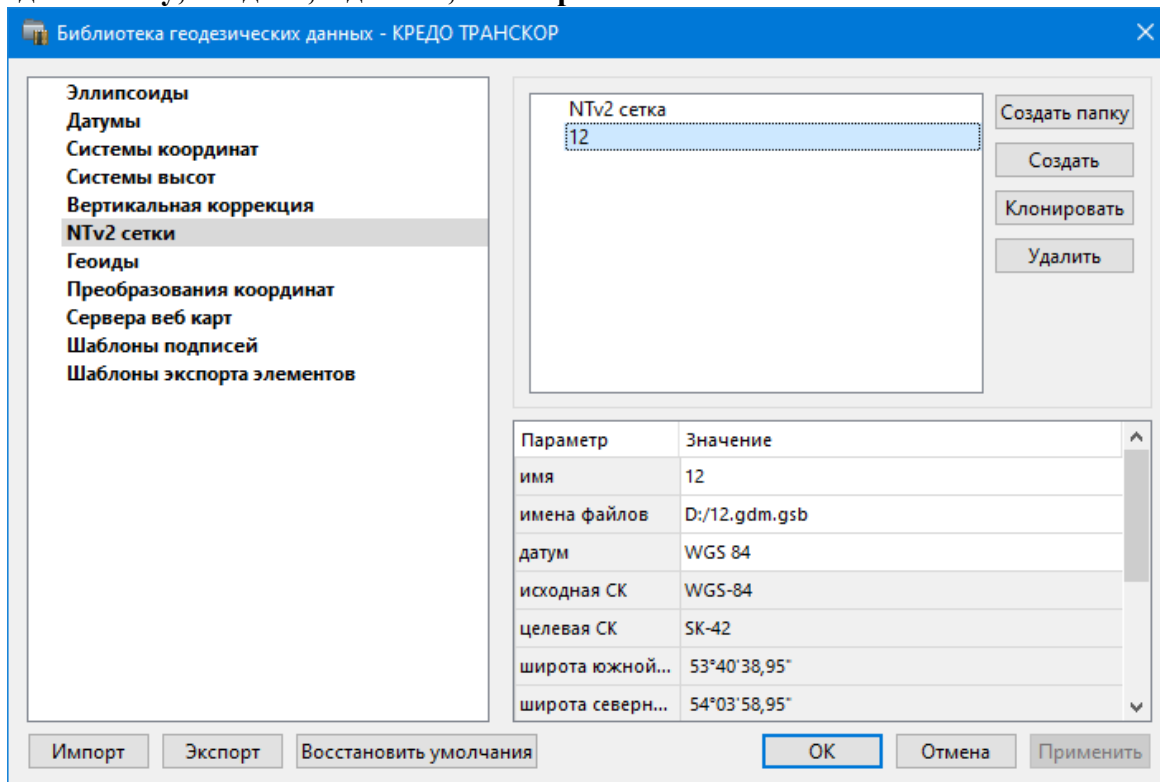 Библиотека геодезических данных - КРЕДО ТРАНСКОР
Эллипсоиды
Датумы
Системы координат
Системы высот
Вертикальная коррекция
NTv2 сетки
Геоиды
Преобразования координат
Сервера веб карт
Шаблоны подписей
Шаблоны экспорта элементов
NTv2 сетка
12
Создать папку
Создать
Клонировать
Удалить
Параметр Значение
имя 12
имена файлов D:/12.gdm.gsb
датум WGS 84
исходная СК WGS-84
целевая СК SK-42
широта южной... 53°40'38,95"
широта северн... 54°03'58,95"
Импорт Экспорт Восстановить умолчания ОК Отмена Применить